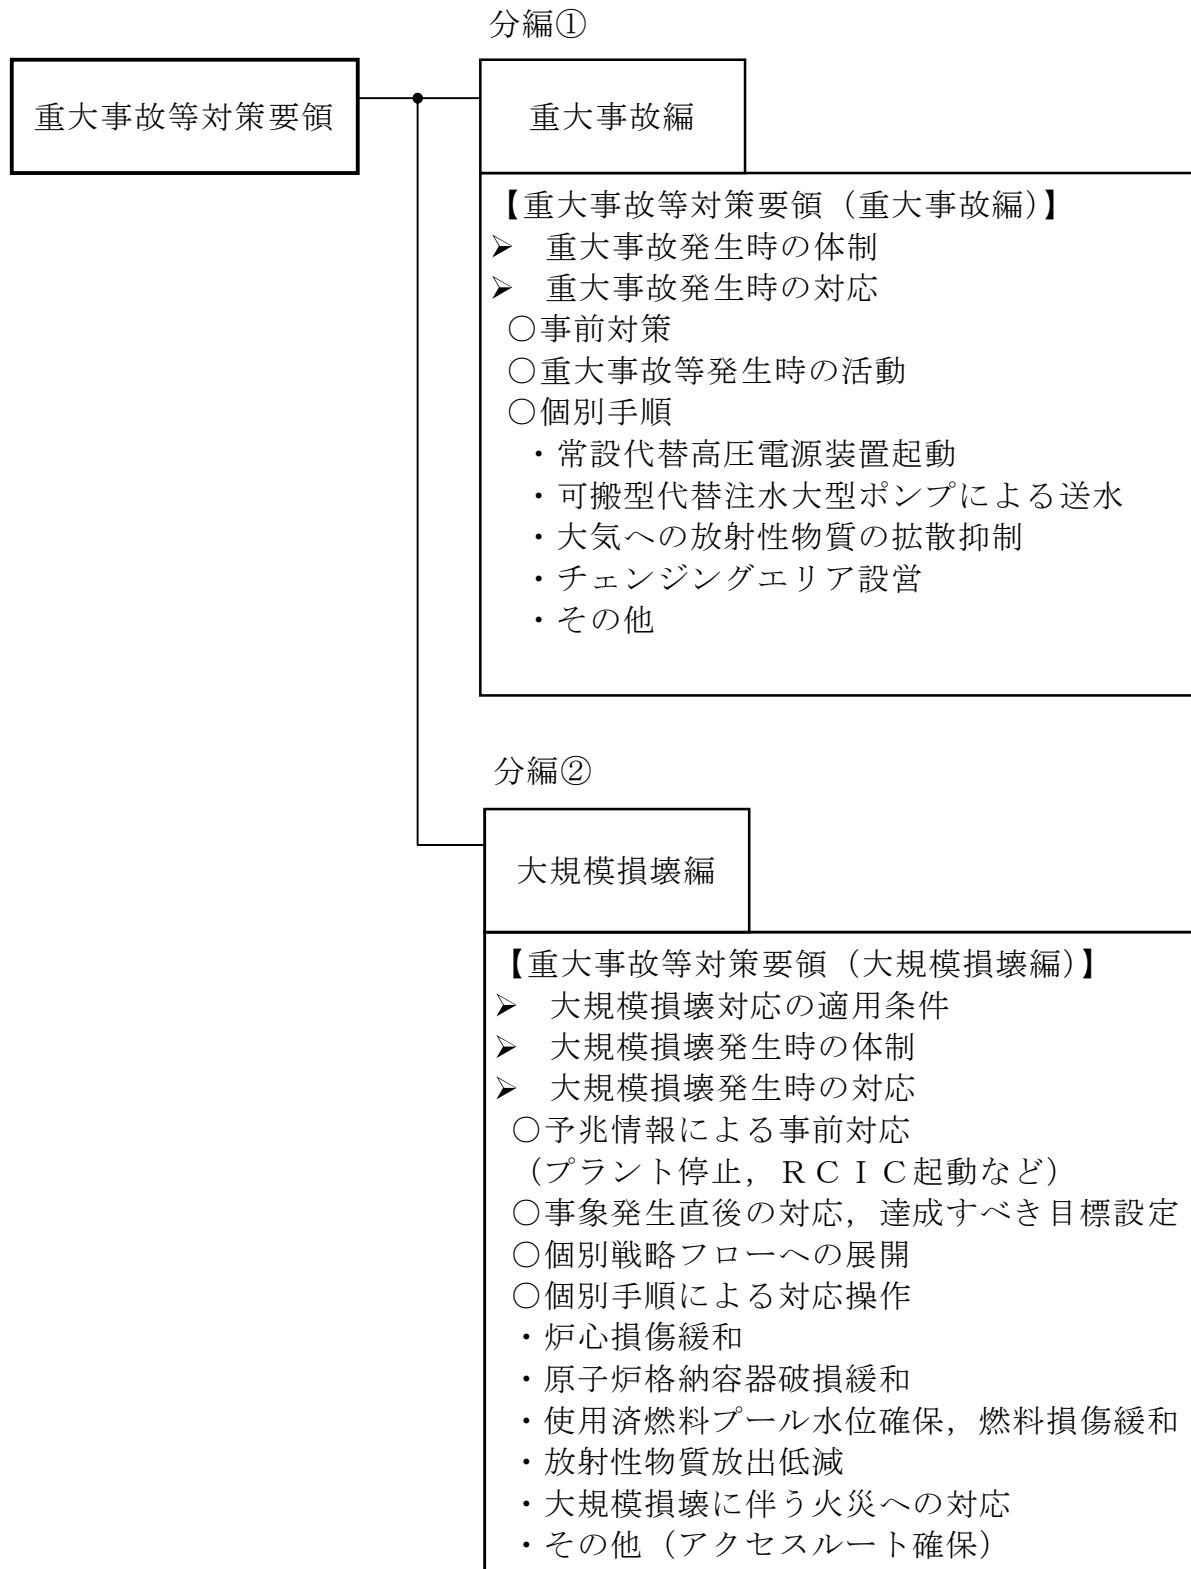 分編①
重大事故等対策要領
重大事故編
【重大事故等対策要領（重大事故編）】
➢ 重大事故発生時の体制
➢ 重大事故発生時の対応
○事前対策
○重大事故等発生時の活動
○個別手順
・常設代替高圧電源装置起動
・可搬型代替注水大型ポンプによる送水
・大気への放射性物質の拡散抑制
・チェンジングエリア設営
・その他
分編②
大規模損壊編
【重大事故等対策要領（大規模損壊編）】
➢ 大規模損壊対応の適用条件
➢ 大規模損壊発生時の体制
➢ 大規模損壊発生時の対応
○予兆情報による事前対応
（プラント停止，ＲＣＩＣ起動など）
○事象発生直後の対応，達成すべき目標設定
○個別戦略フローへの展開
○個別手順による対応操作
・炉心損傷緩和
・原子炉格納容器破損緩和
・使用済燃料プール水位確保，燃料損傷緩和
・放射性物質放出低減
・大規模損壊に伴う火災への対応
・その他（アクセスルート確保）